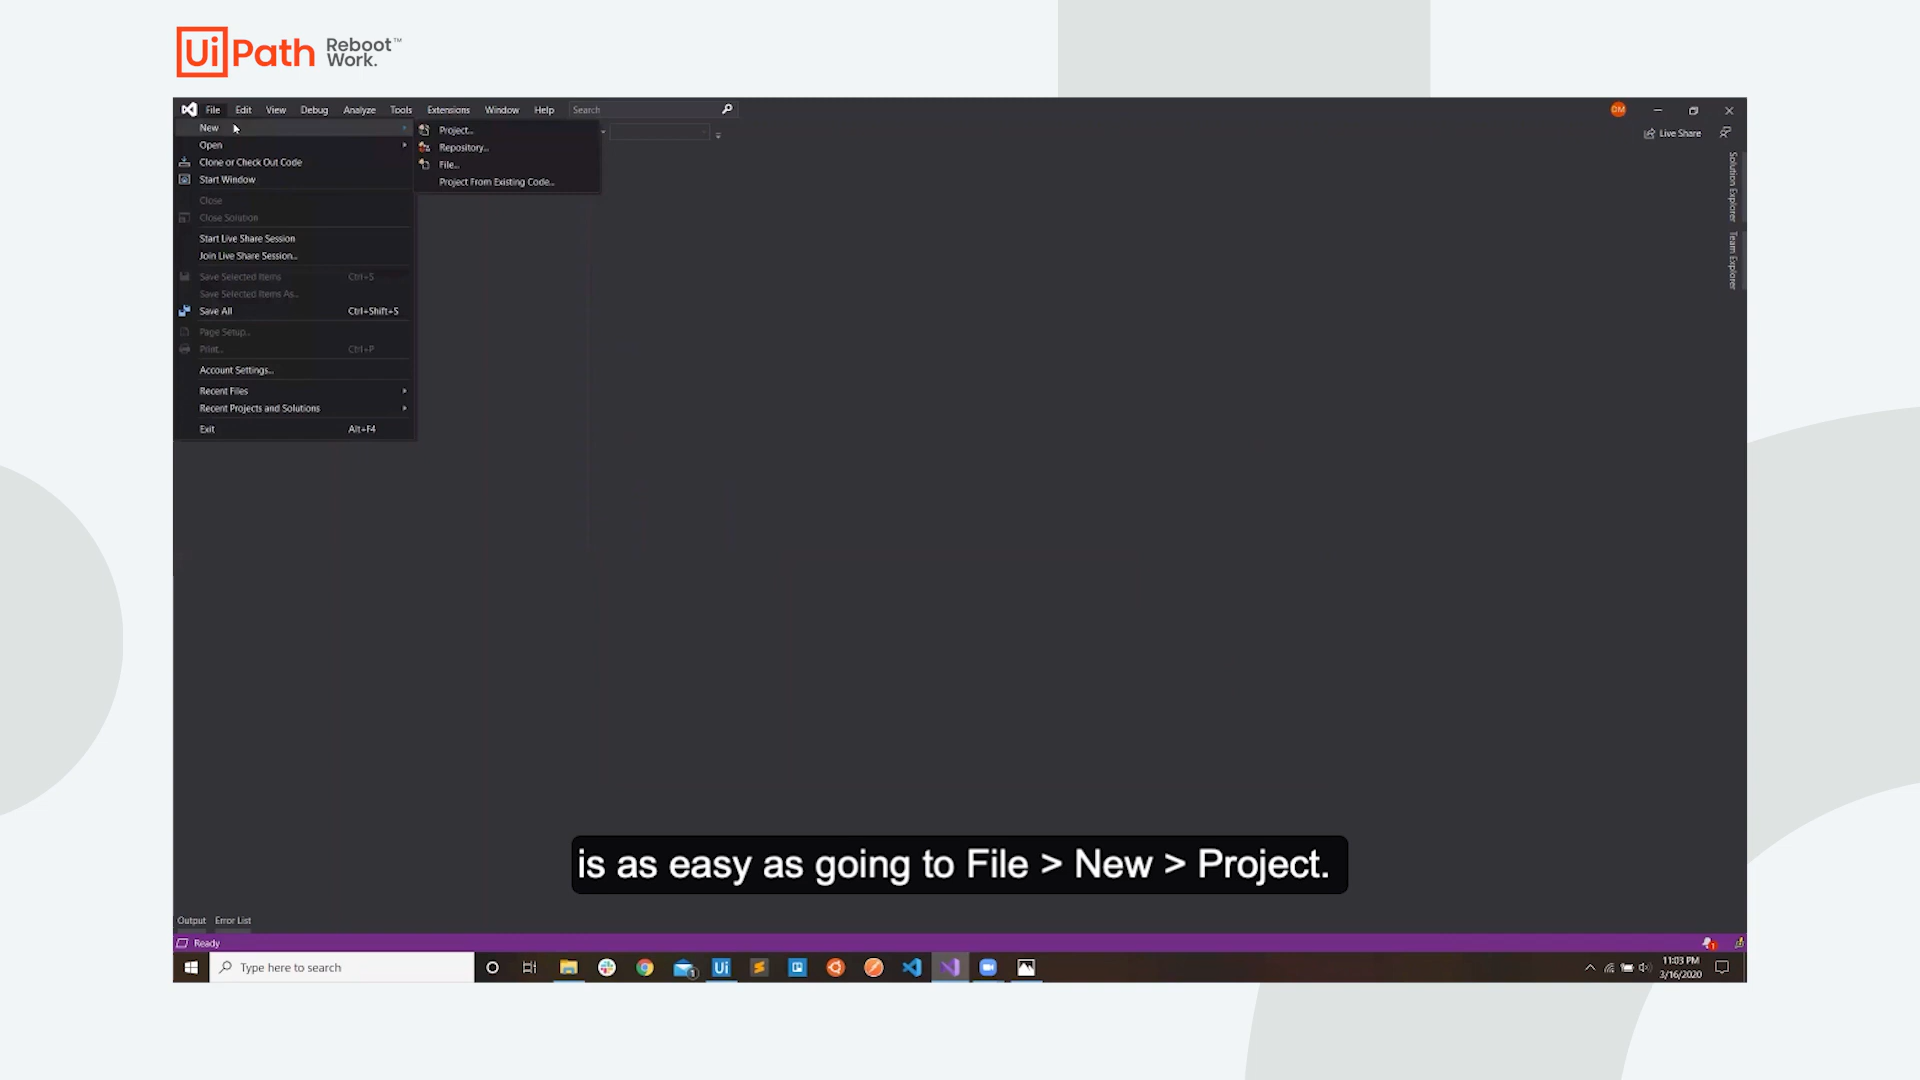 UiPath Reboot™ Work.
File Edit View Debug Analyze Tools Extensions Window Help Search
DM
New
Open
Clone or Check Out Code
Start Window
Close
Close Solution
Start Live Share Session
Join Live Share Session...
Save Selected Items Ctrl+S
Save Selected Items As...
Save All Ctrl+Shift+S
Page Setup...
Print... Ctrl+P
Account Settings...
Recent Files
Recent Projects and Solutions
Exit Alt+F4
Project...
Repository...
File...
Project From Existing Code...
Live Share
Solution Explorer
Team Explorer
is as easy as going to File > New > Project.
Output Error List
Ready
1
Type here to search
1
Ui
11:03 PM
3/16/2020